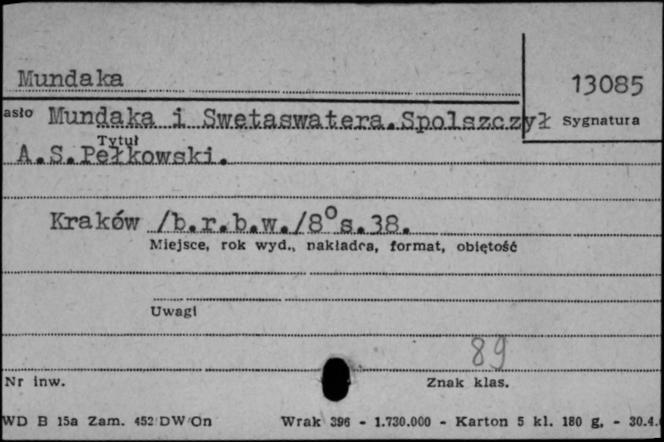 Mundaka
13085
asło Mundaka i Swetaswatera.Spolszczył
Sygnatura
Tytuł
A.S.Pełkowski.
Kraków /b.r.b.w./8° s.38.
Miejsce, rok wyd., nakładca, format, objętość
Uwagi
89
Nr inw.
Znak klas.
WD B 15a Zam. 452/DW/On Wrak 396 - 1.730.000 - Karton 5 kl. 180 g. - 30.4.